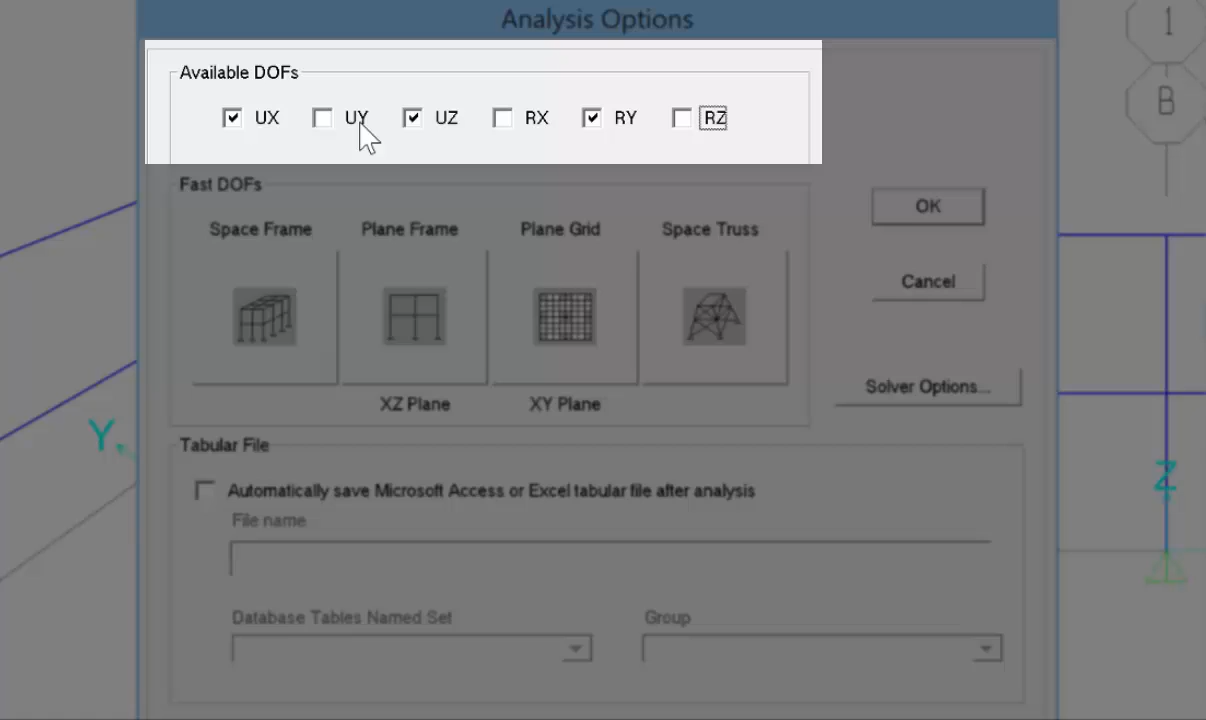 Analysis Options
1
Available DOFs
UX UY UZ RX RY RZ
B
Fast DOFs
Space Frame Plane Frame Plane Grid Space Truss
OK
Cancel
Solver Options...
XZ Plane XY Plane
Y
Tabular File
Z
Automatically save Microsoft Access or Excel tabular file after analysis
File name
Database Tables Named Set Group